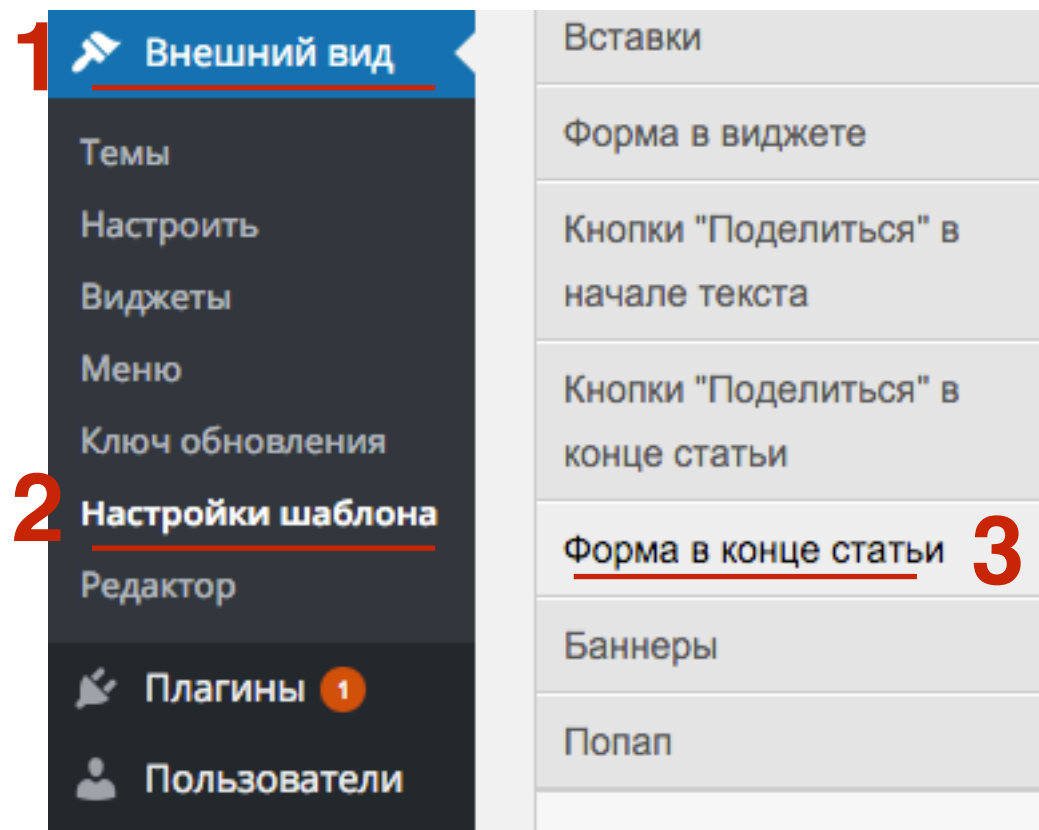 1
Внешний вид
Темы
Настроить
Виджеты
Меню
Ключ обновления
2
Настройки шаблона
Редактор
Плагины 1
Пользователи
Вставки
Форма в виджете
Кнопки "Поделиться" в
начале текста
Кнопки "Поделиться" в
конце статьи
Форма в конце статьи
3
Баннеры
Попап